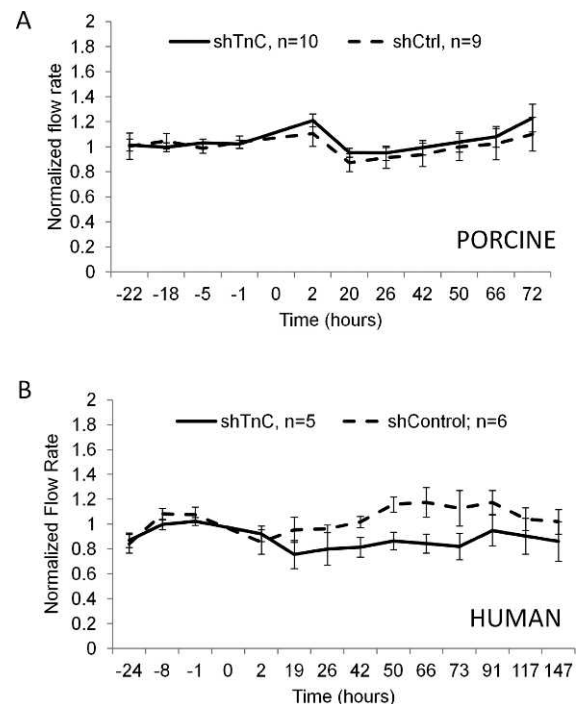 A
shTnC, n=10 shCtrl, n=9
Normalized flow rate
2
1.8
1.6
1.4
1.2
1
0.8
0.6
0.4
0.2
0
PORCINE
-22 -18 -5 -1 0 2 20 26 42 50 66 72
Time (hours)
B
shTnC, n=5 shControl; n=6
Normalized Flow Rate
2
1.8
1.6
1.4
1.2
1
0.8
0.6
0.4
0.2
0
HUMAN
-24 -8 -1 0 2 19 26 42 50 66 73 91 117 147
Time (hours)